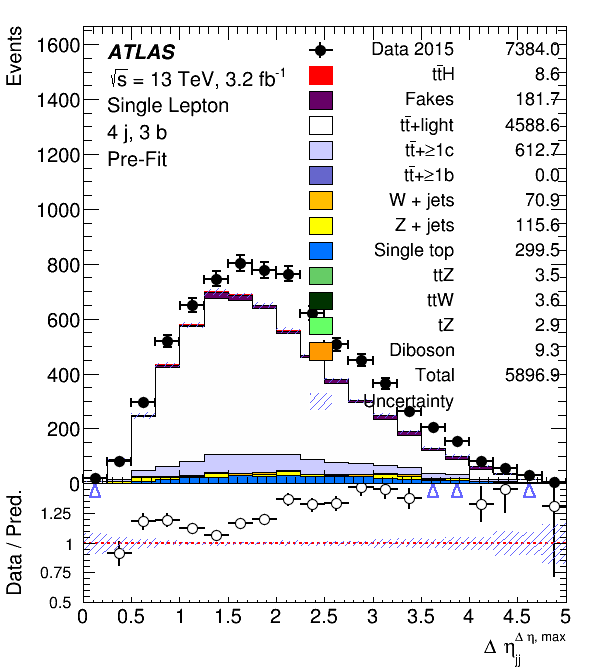 Events
1600
1400
1200
1000
800
600
400
200
0
ATLAS
√s = 13 TeV, 3.2 fb⁻¹
Single Lepton
4 j, 3 b
Pre-Fit
Data 2015 7384.0
tt̄H 8.6
Fakes 181.7
tt̄+light 4588.6
tt̄+≥1c 612.7
tt̄+≥1b 0.0
W + jets 70.9
Z + jets 115.6
Single top 299.5
ttZ 3.5
ttW 3.6
tZ 2.9
Diboson 9.3
Total 5896.9
Uncertainty
Data / Pred.
1.25
1
0.75
0.5
0 0.5 1 1.5 2 2.5 3 3.5 4 4.5 5
Δ η_jj^Δ η, max